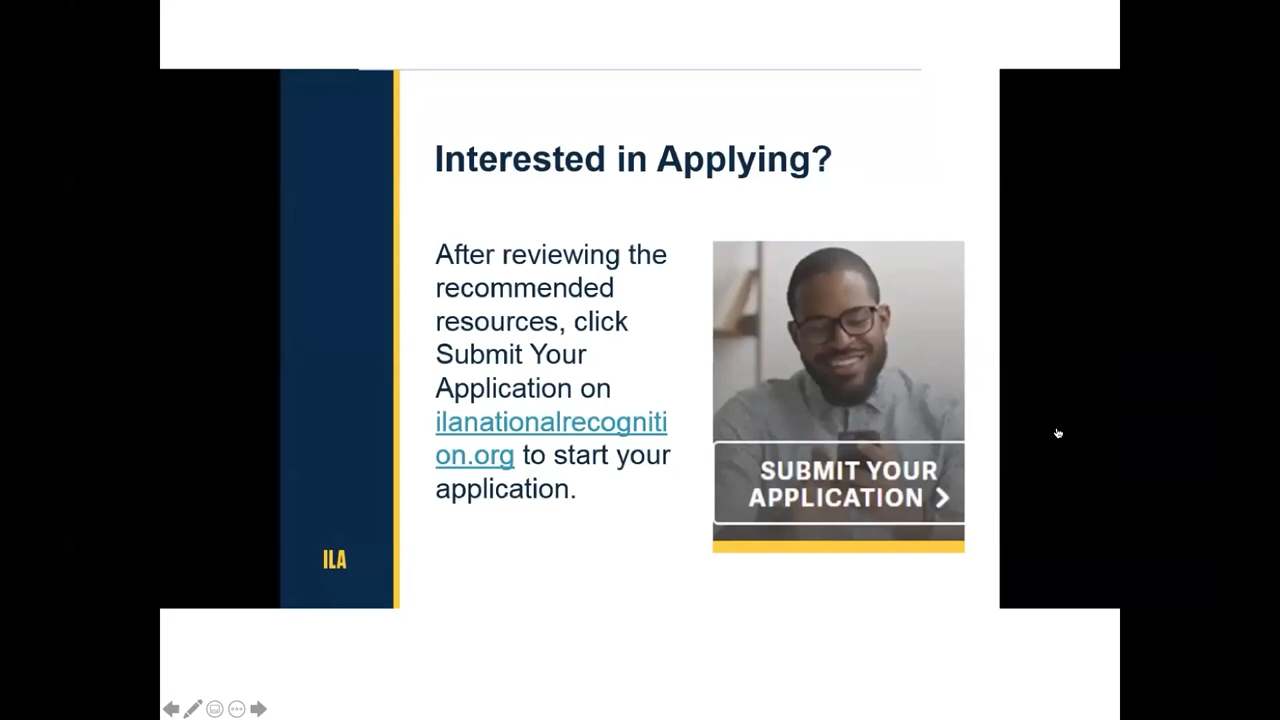 Interested in Applying?
After reviewing the
recommended
resources, click
Submit Your
Application on
ilanationalrecogniti
on.org to start your
application.
SUBMIT YOUR
APPLICATION >
ILA